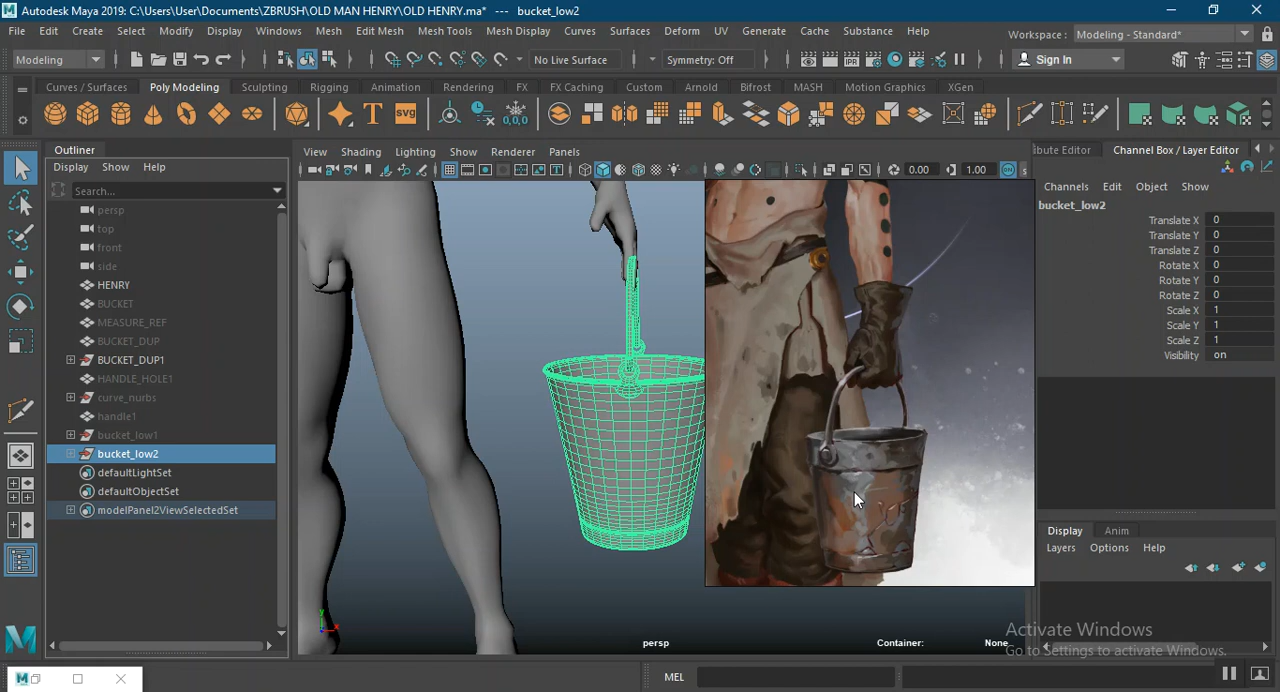 Autodesk Maya 2019: C:\Users\User\Documents\ZBRUSH\OLD MAN HENRY\OLD HENRY.ma* --- bucket_low2
File Edit Create Select Modify Display Windows Mesh Edit Mesh Mesh Tools Mesh Display Curves Surfaces Deform UV Generate Cache Substance Help
Workspace : Modeling - Standard*
Modeling No Live Surface Symmetry: Off Sign In
Curves / Surfaces Poly Modeling Sculpting Rigging Animation Rendering FX FX Caching Custom Arnold Bifrost MASH Motion Graphics XGen
T SVG 0,0,0
Outliner
Display Show Help
Search...
persp
top
front
side
HENRY
BUCKET
MEASURE_REF
BUCKET_DUP
BUCKET_DUP1
HANDLE_HOLE1
curve_nurbs
handle1
bucket_low1
bucket_low2
defaultLightSet
defaultObjectSet
modelPanel2ViewSelectedSet
View Shading Lighting Show Renderer Panels
0.00 1.00
y
x
persp
Container: None
bute Editor Channel Box / Layer Editor
Channels Edit Object Show
bucket_low2
Translate X 0
Translate Y 0
Translate Z 0
Rotate X 0
Rotate Y 0
Rotate Z 0
Scale X 1
Scale Y 1
Scale Z 1
Visibility on
Display Anim
Layers Options Help
Activate Windows
Go to Settings to activate Windows.
MEL